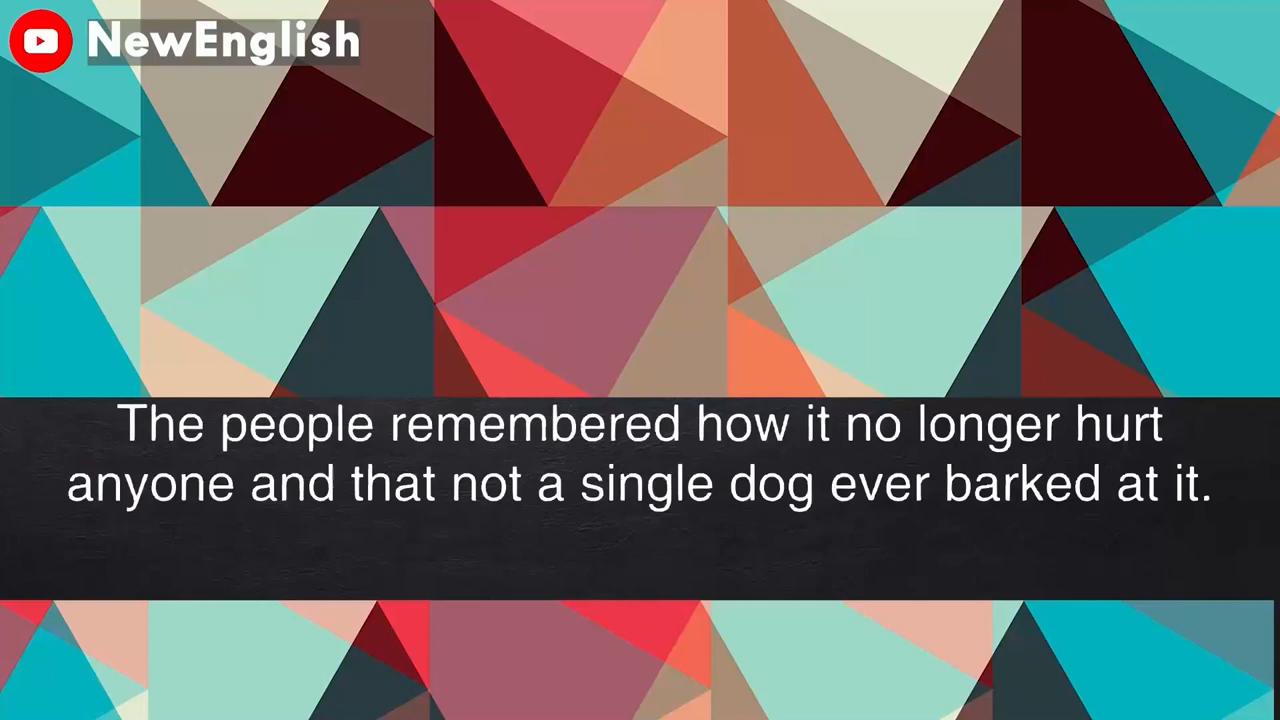 NewEnglish
The people remembered how it no longer hurt
anyone and that not a single dog ever barked at it.